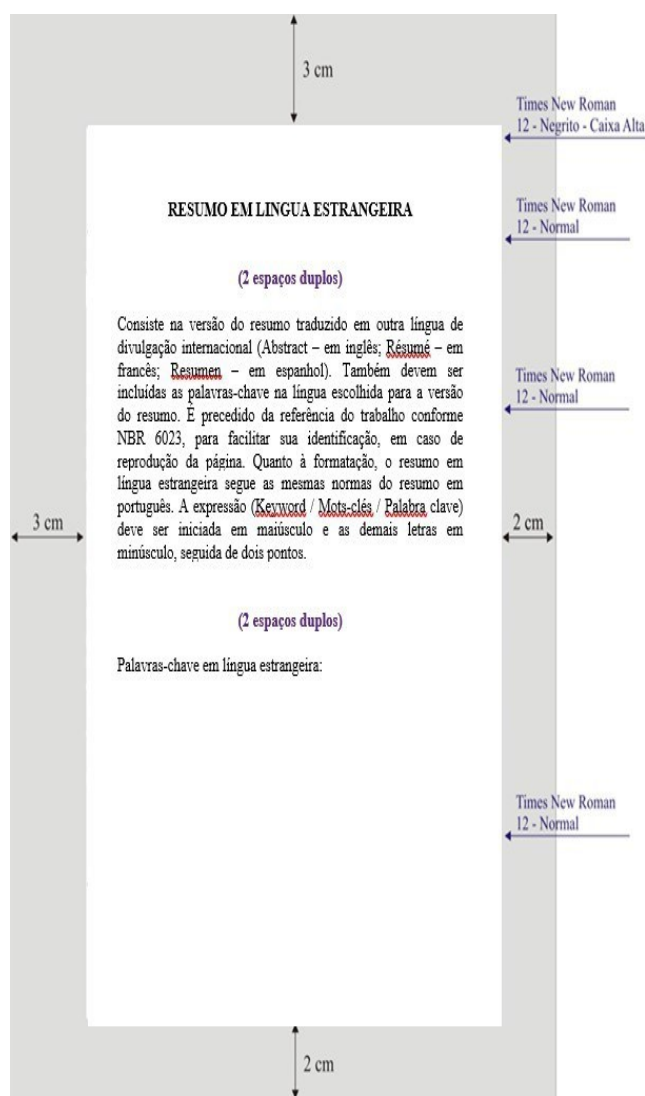 3 cm
Times New Roman
12 - Negrito - Caixa Alta
RESUMO EM LINGUA ESTRANGEIRA
Times New Roman
12 - Normal
(2 espaços duplos)
Consiste na versão do resumo traduzido em outra língua de
divulgação internacional (Abstract – em inglês; Résumé – em
francês; Resumen – em espanhol). Também devem ser
incluídas as palavras-chave na língua escolhida para a versão
do resumo. É precedido da referência do trabalho conforme
NBR 6023, para facilitar sua identificação, em caso de
reprodução da página. Quanto à formatação, o resumo em
língua estrangeira segue as mesmas normas do resumo em
português. A expressão (Keyword / Mots-clés / Palabra clave)
deve ser iniciada em maiúsculo e as demais letras em
minúsculo, seguida de dois pontos.
Times New Roman
12 - Normal
3 cm
2 cm
(2 espaços duplos)
Palavras-chave em língua estrangeira:
Times New Roman
12 - Normal
2 cm